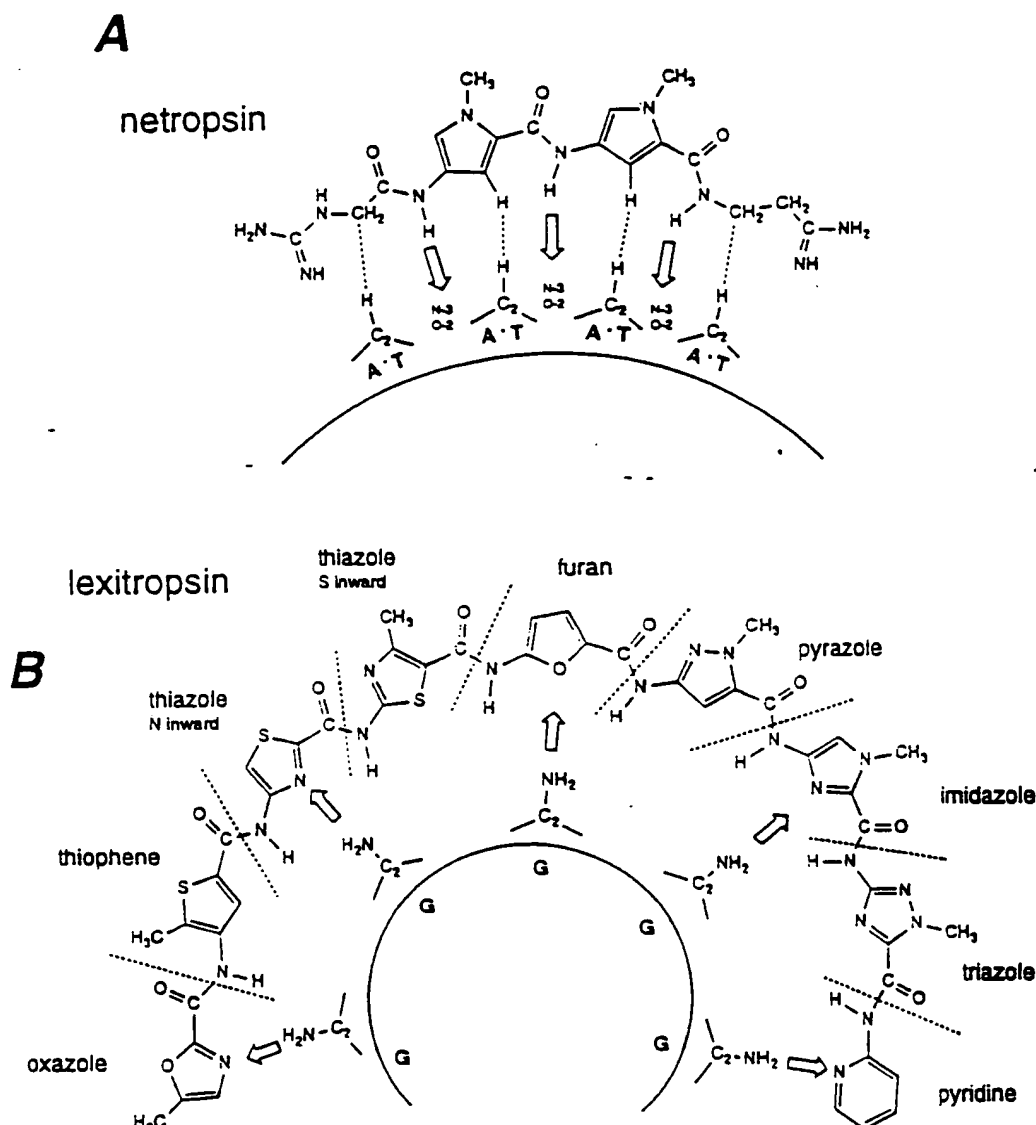 A
netropsin
CH₃
CH₃
O
N
O
N
O
C
C
C
O
C
N
N
N
H
H
N
CH₂
H
H
H
H
H
CH₂
CH₂
H₂N
C
NH
C
NH₂
NH
H
H
H
H
N-3
O-2
N-3
O-2
N-3
O-2
C₂
C₂
C₂
C₂
A·T
A·T
A·T
A·T
lexitropsin
B
thiazole
S inward
furan
CH₃
O
C
N
S
N
H
O
O
C
CH₃
N
N
pyrazole
thiazole
N inward
O
C
N
H
S
N
N
H
C
O
N
H
N
CH₃
N
imidazole
NH₂
C₂
G
thiophene
O
C
N
H
H₂N
C₂
G
C₂
NH₂
G
C
O
H
N
S
H₃C
N
H
N
N
N
CH₃
triazole
O
C
H₂N
C₂
G
G
C₂
NH₂
C
O
H
N
oxazole
O
N
H₃C
N
pyridine